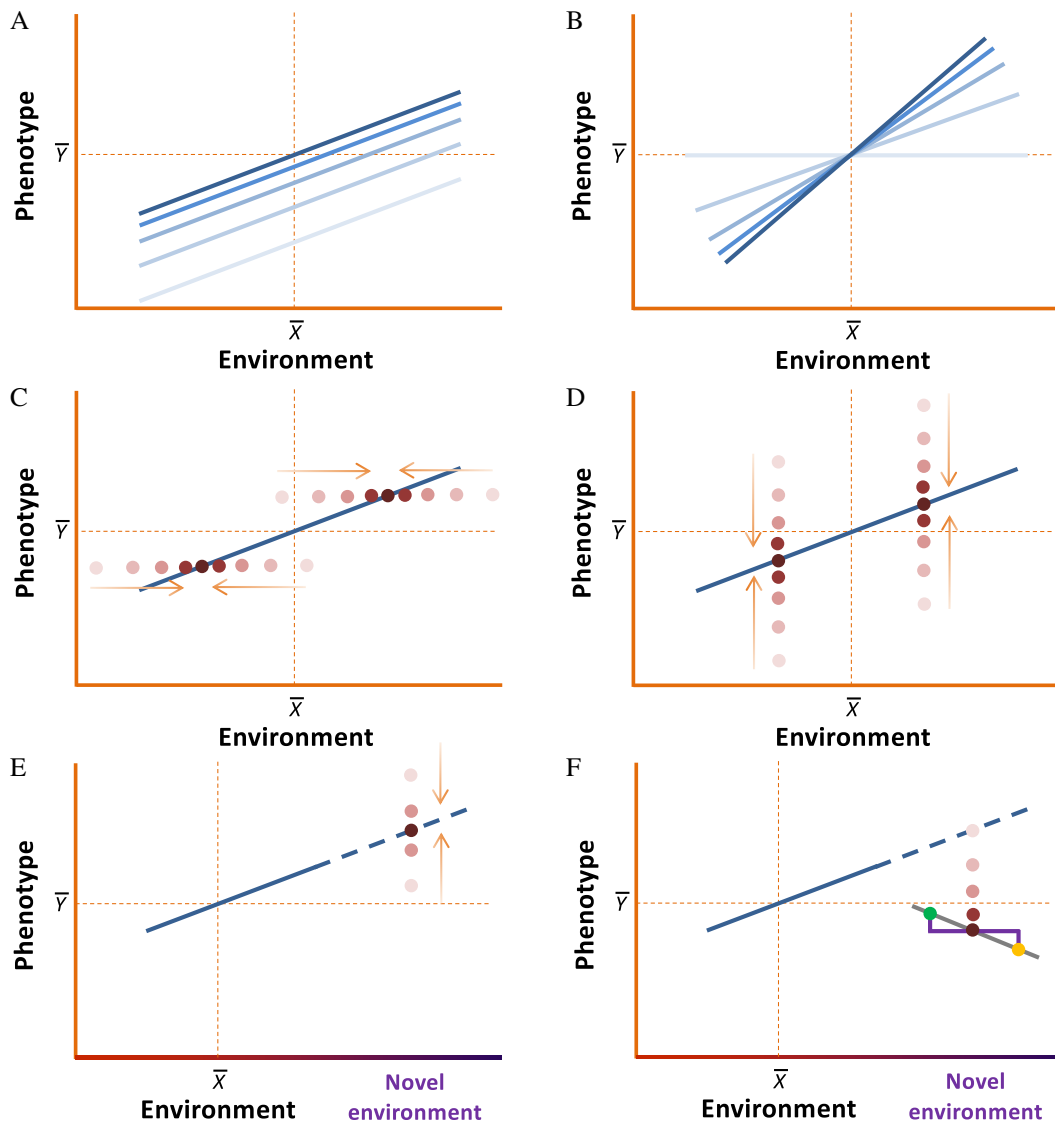 A
B
Phenotype
Y̅
Phenotype
Y̅
X̅
X̅
Environment
Environment
C
D
Phenotype
Y̅
Phenotype
Y̅
X̅
X̅
Environment
Environment
E
F
Phenotype
Y̅
Phenotype
Y̅
X̅
Novel
X̅
Novel
Environment
environment
Environment
environment